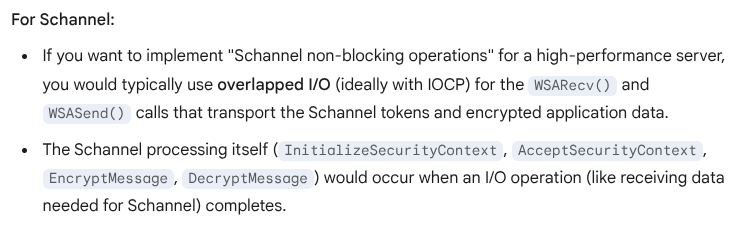 For Schannel:
• If you want to implement "Schannel non-blocking operations" for a high-performance server,
you would typically use overlapped I/O (ideally with IOCP) for the WSARecv() and
WSASend() calls that transport the Schannel tokens and encrypted application data.
• The Schannel processing itself ( InitializeSecurityContext , AcceptSecurityContext ,
EncryptMessage , DecryptMessage ) would occur when an I/O operation (like receiving data
needed for Schannel) completes.